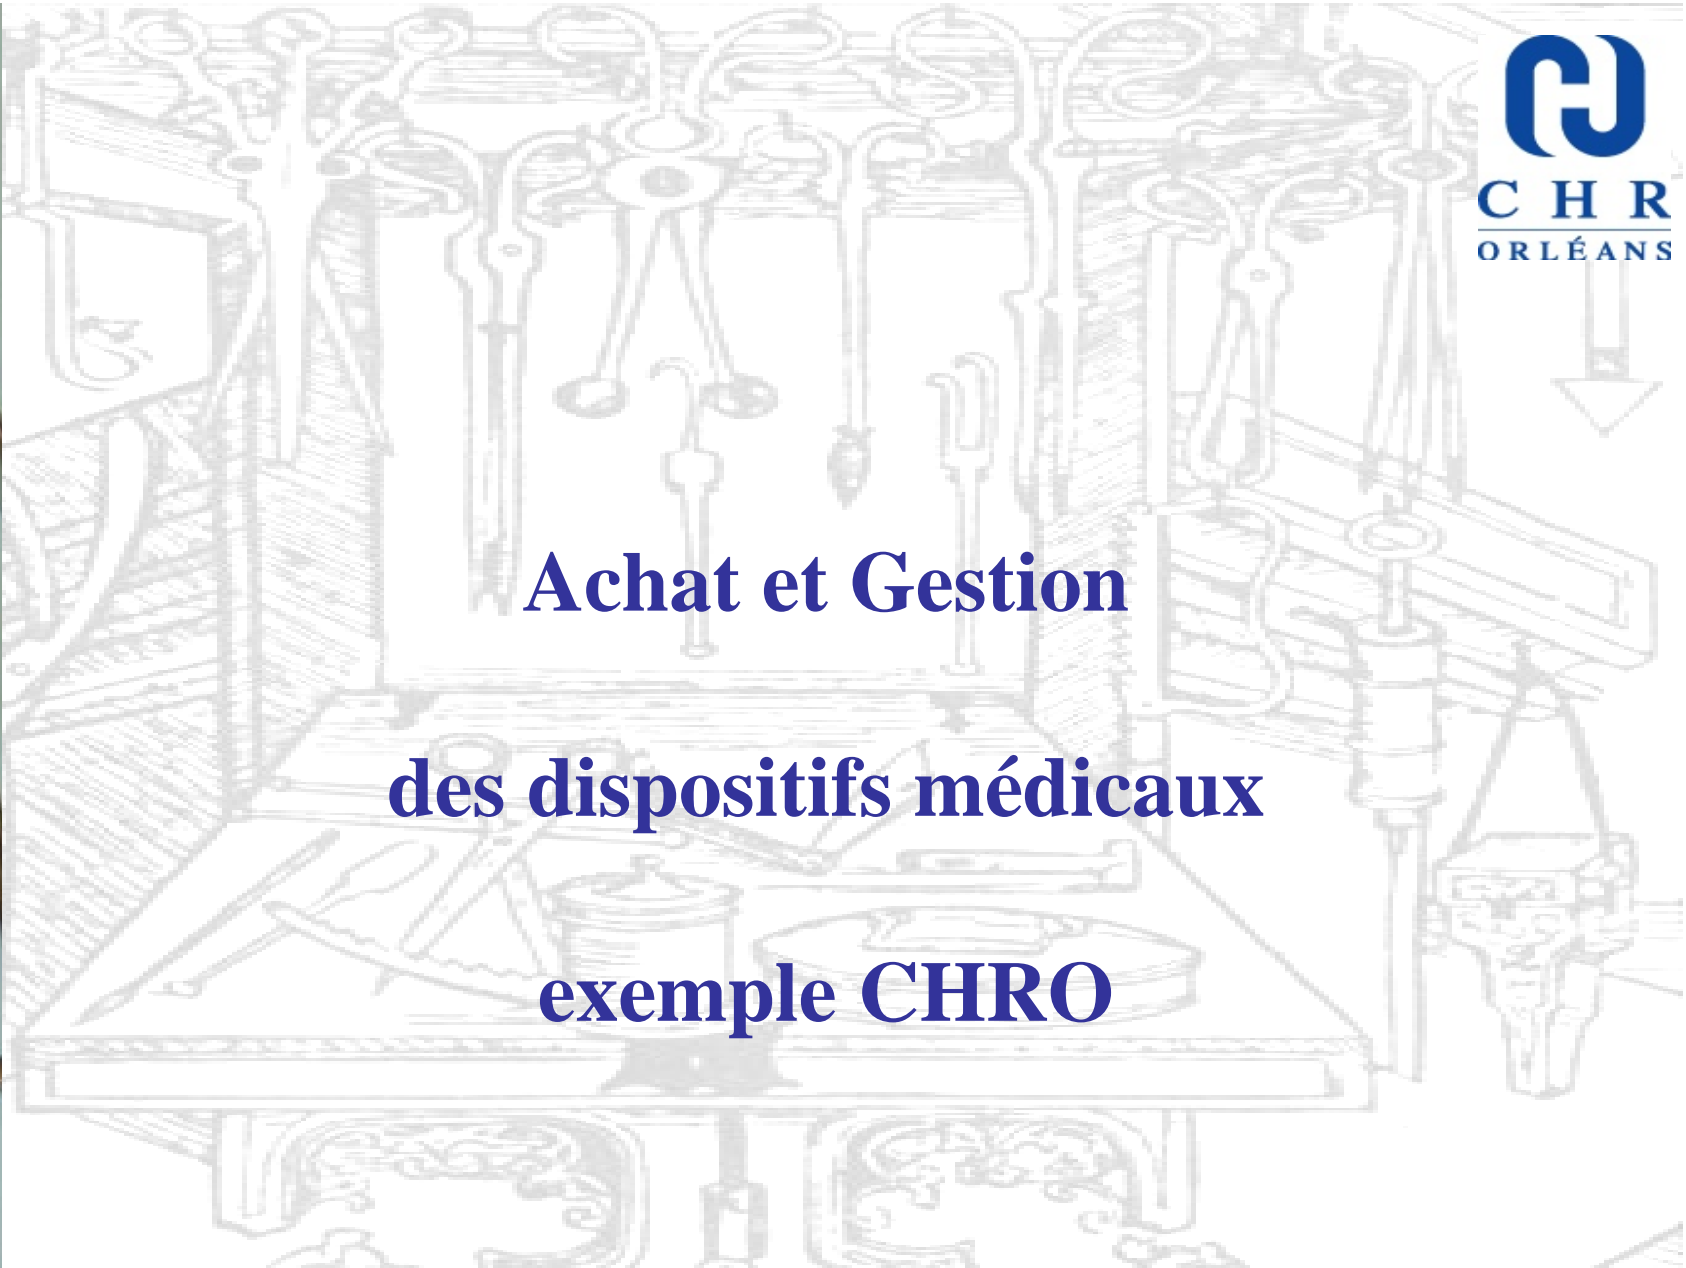 C H R
ORLÉANS
Achat et Gestion
des dispositifs médicaux
exemple CHRO